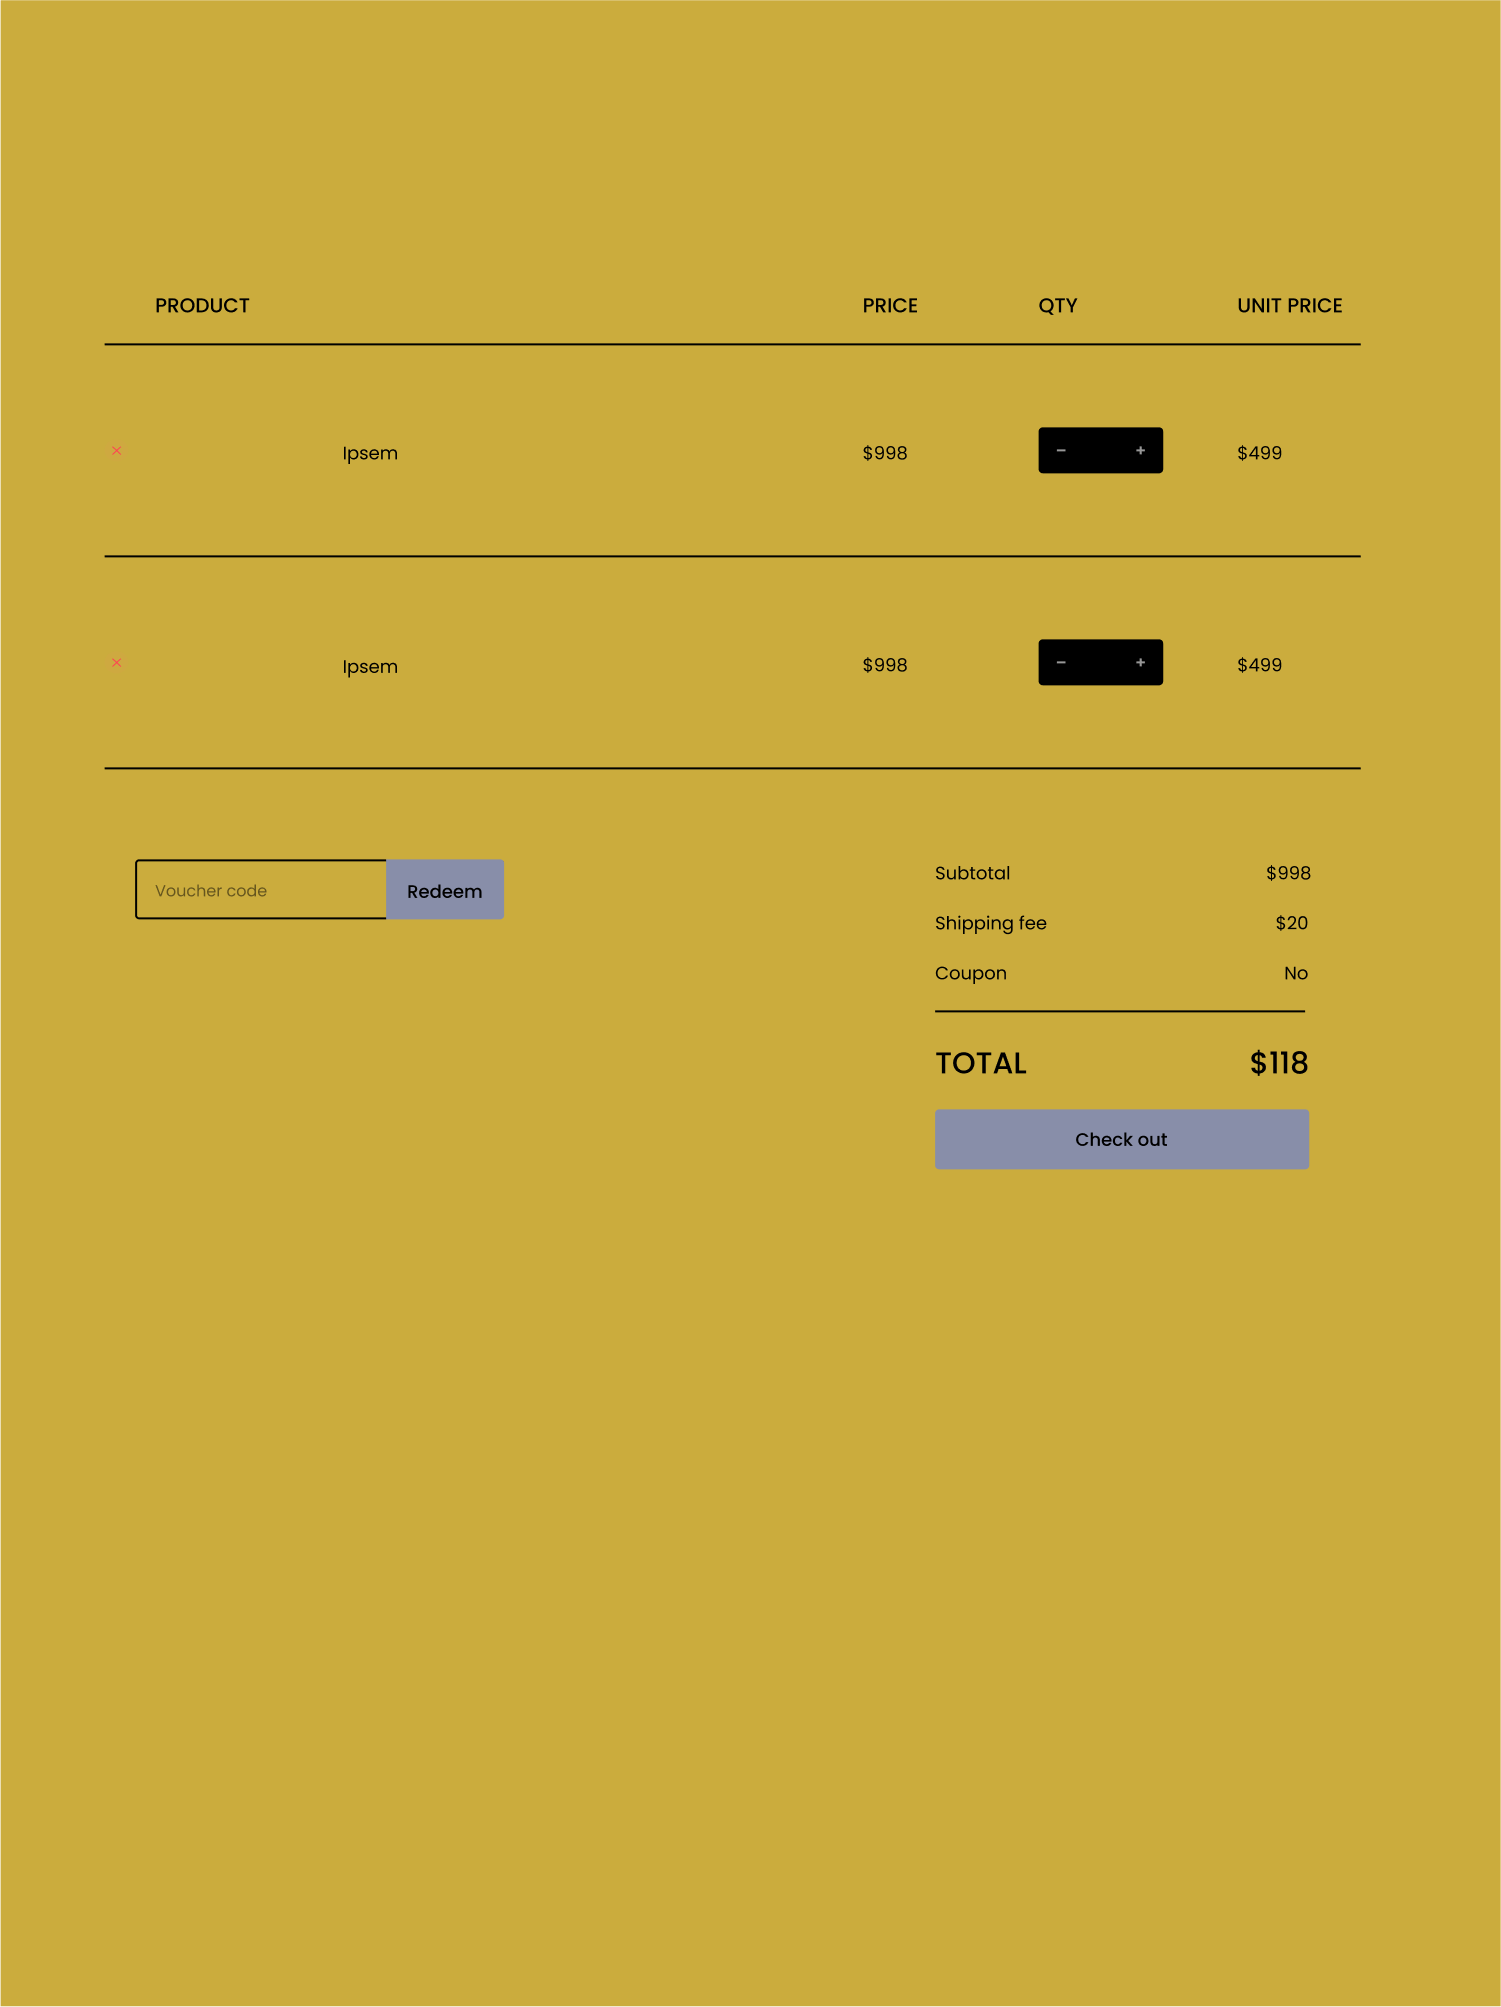 PRODUCT PRICE QTY UNIT PRICE
Ipsem $998 − + $499
Ipsem $998 − + $499
Voucher code Redeem
Subtotal $998
Shipping fee $20
Coupon No
TOTAL $118
Check out